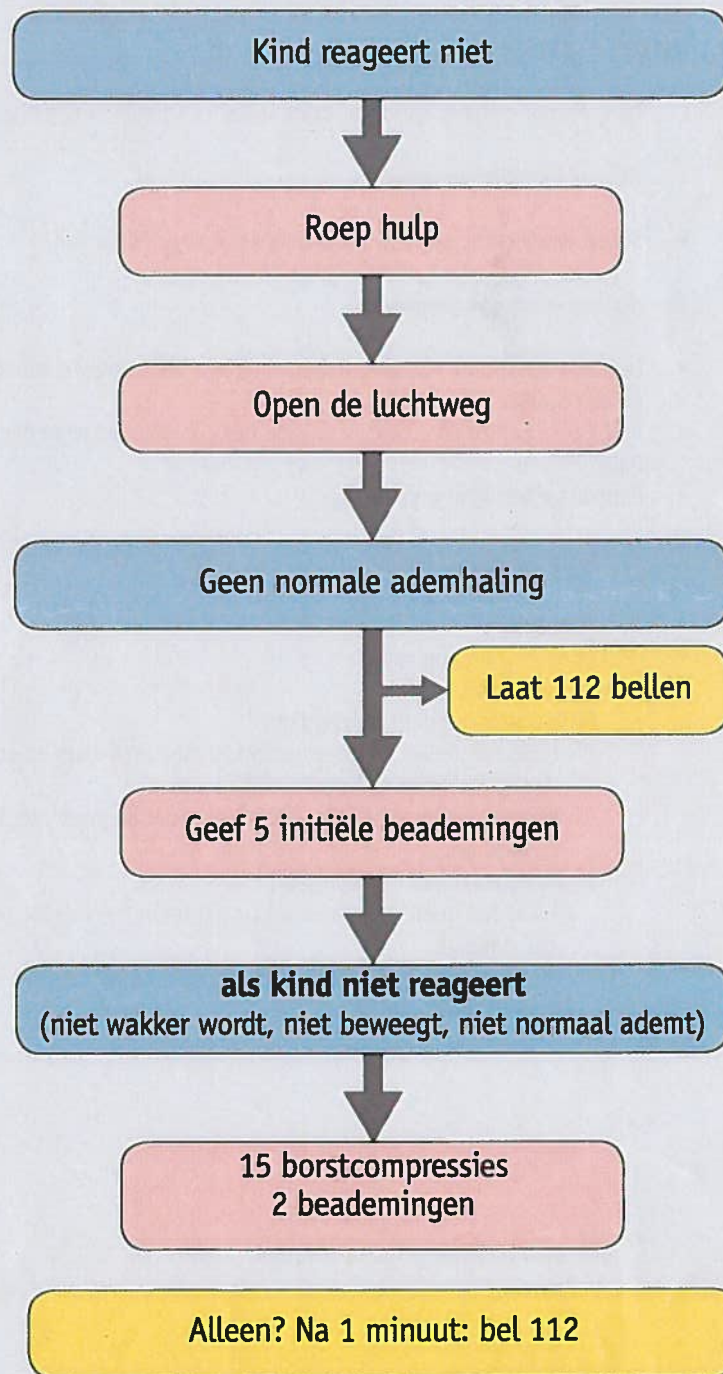 Kind reageert niet
Roep hulp
Open de luchtweg
Geen normale ademhaling
Laat 112 bellen
Geef 5 initiële beademingen
als kind niet reageert
(niet wakker wordt, niet beweegt, niet normaal ademt)
15 borstcompressies
2 beademingen
Alleen? Na 1 minuut: bel 112